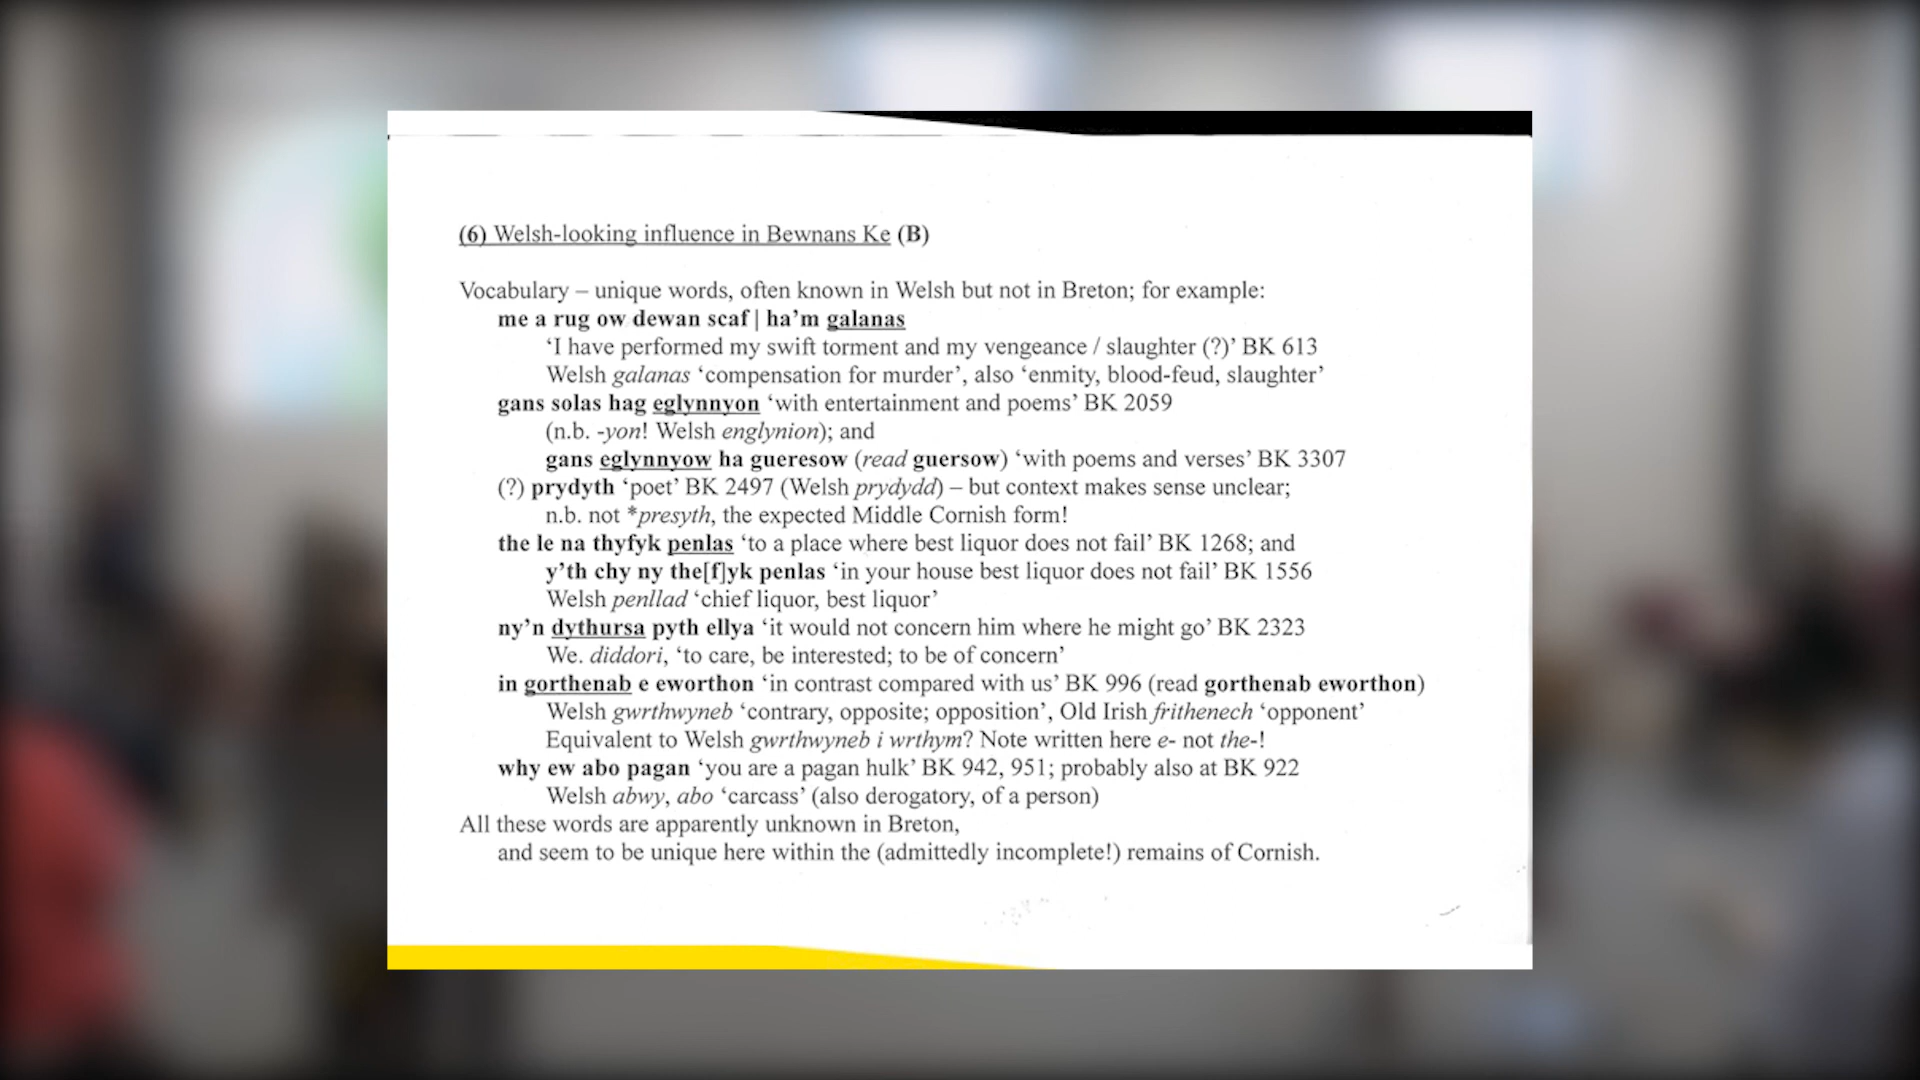 (6) Welsh-looking influence in Bewnans Ke (B)
Vocabulary – unique words, often known in Welsh but not in Breton; for example:
me a rug ow dewan scaf | ha’m galanas
‘I have performed my swift torment and my vengeance / slaughter (?)’ BK 613
Welsh galanas ‘compensation for murder’, also ‘enmity, blood-feud, slaughter’
gans solas hag eglynnyon ‘with entertainment and poems’ BK 2059
(n.b. -yon! Welsh englynion); and
gans eglynnyow ha gueresow (read guersow) ‘with poems and verses’ BK 3307
(?) prydyth ‘poet’ BK 2497 (Welsh prydydd) – but context makes sense unclear;
n.b. not *presyth, the expected Middle Cornish form!
the le na thyfyk penlas ‘to a place where best liquor does not fail’ BK 1268; and
y’th chy ny the[f]yk penlas ‘in your house best liquor does not fail’ BK 1556
Welsh penllad ‘chief liquor, best liquor’
ny’n dythursa pyth ellya ‘it would not concern him where he might go’ BK 2323
We. diddori, ‘to care, be interested; to be of concern’
in gorthenab e eworthon ‘in contrast compared with us’ BK 996 (read gorthenab eworthon)
Welsh gwrthwyneb ‘contrary, opposite; opposition’, Old Irish frithenech ‘opponent’
Equivalent to Welsh gwrthwyneb i wrthym? Note written here e- not the-!
why ew abo pagan ‘you are a pagan hulk’ BK 942, 951; probably also at BK 922
Welsh abwy, abo ‘carcass’ (also derogatory, of a person)
All these words are apparently unknown in Breton,
and seem to be unique here within the (admittedly incomplete!) remains of Cornish.